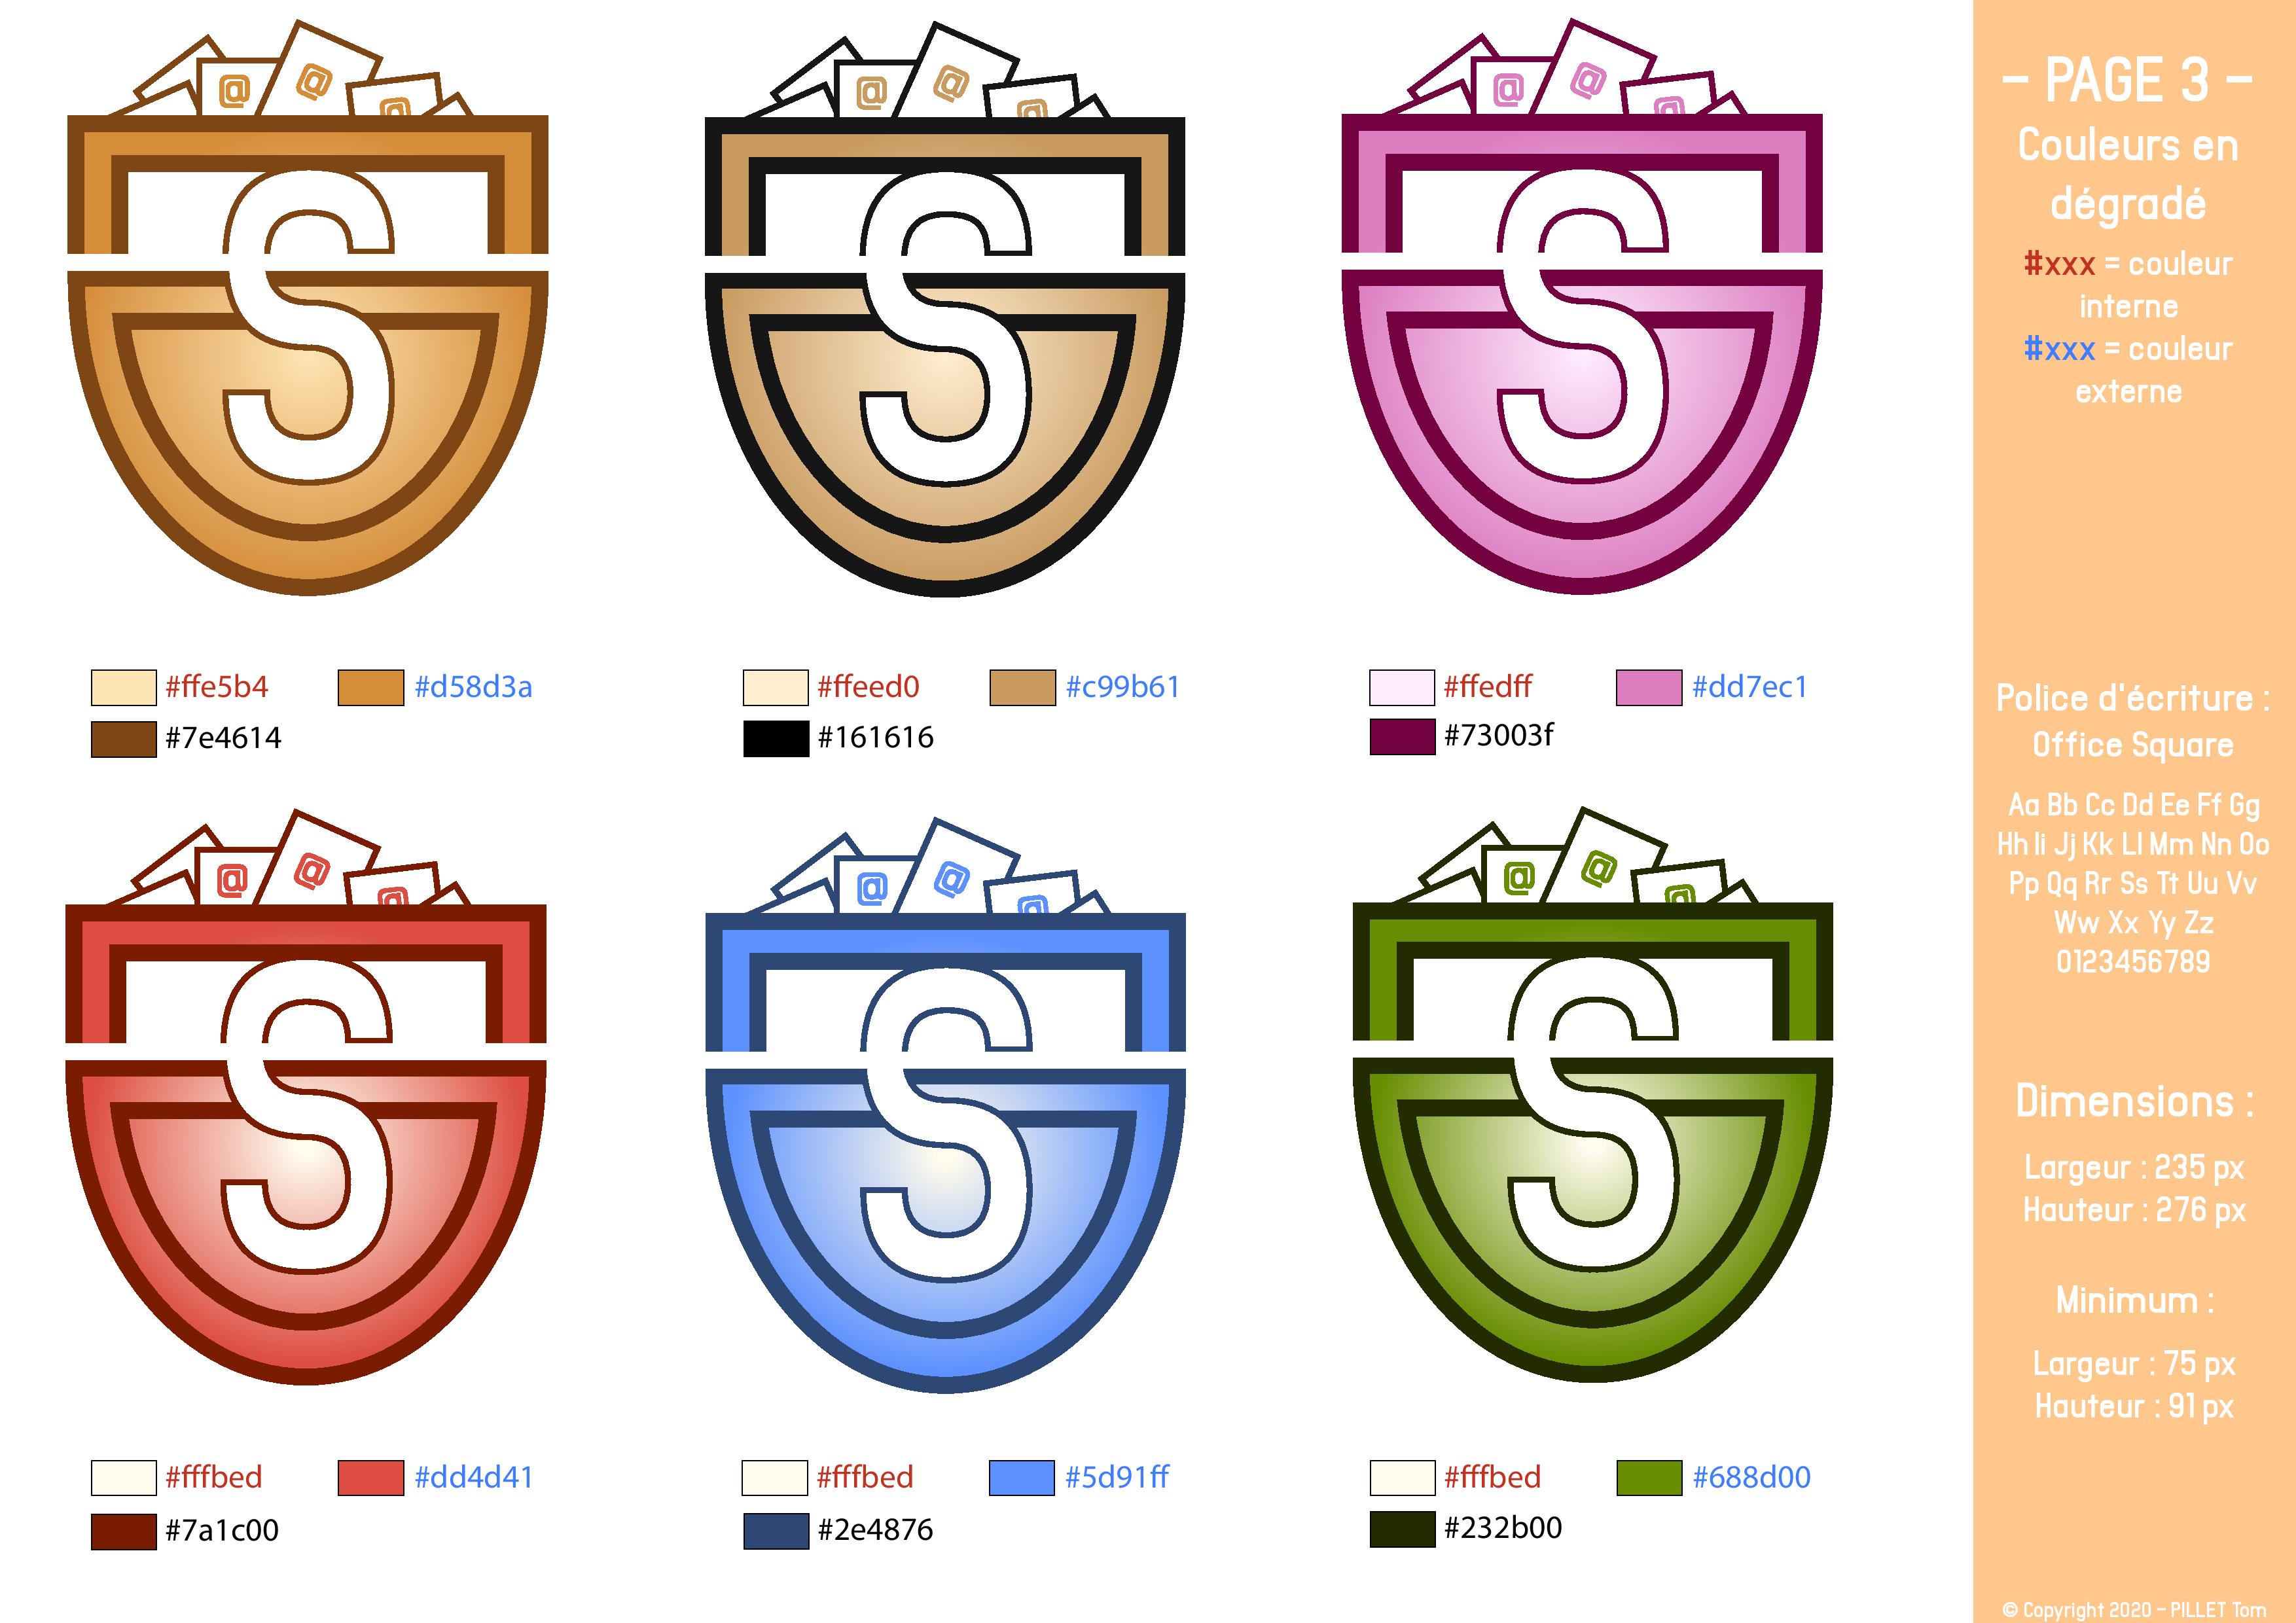 @ @ @
S
#ffe5b4 #d58d3a
#7e4614
@ @ @
S
#ffeed0 #c99b61
#161616
@ @ @
S
#ffedff #dd7ec1
#73003f
@ @ @
S
#fffbed #dd4d41
#7a1c00
@ @ @
S
#fffbed #5d91ff
#2e4876
@ @ @
S
#fffbed #688d00
#232b00
– PAGE 3 –
Couleurs en
dégradé
#xxx = couleur
interne
#xxx = couleur
externe
Police d'écriture :
Office Square
Aa Bb Cc Dd Ee Ff Gg
Hh Ii Jj Kk Ll Mm Nn Oo
Pp Qq Rr Ss Tt Uu Vv
Ww Xx Yy Zz
0123456789
Dimensions :
Largeur : 235 px
Hauteur : 276 px
Minimum :
Largeur : 75 px
Hauteur : 91 px
© Copyright 2020 – PILLET Tom